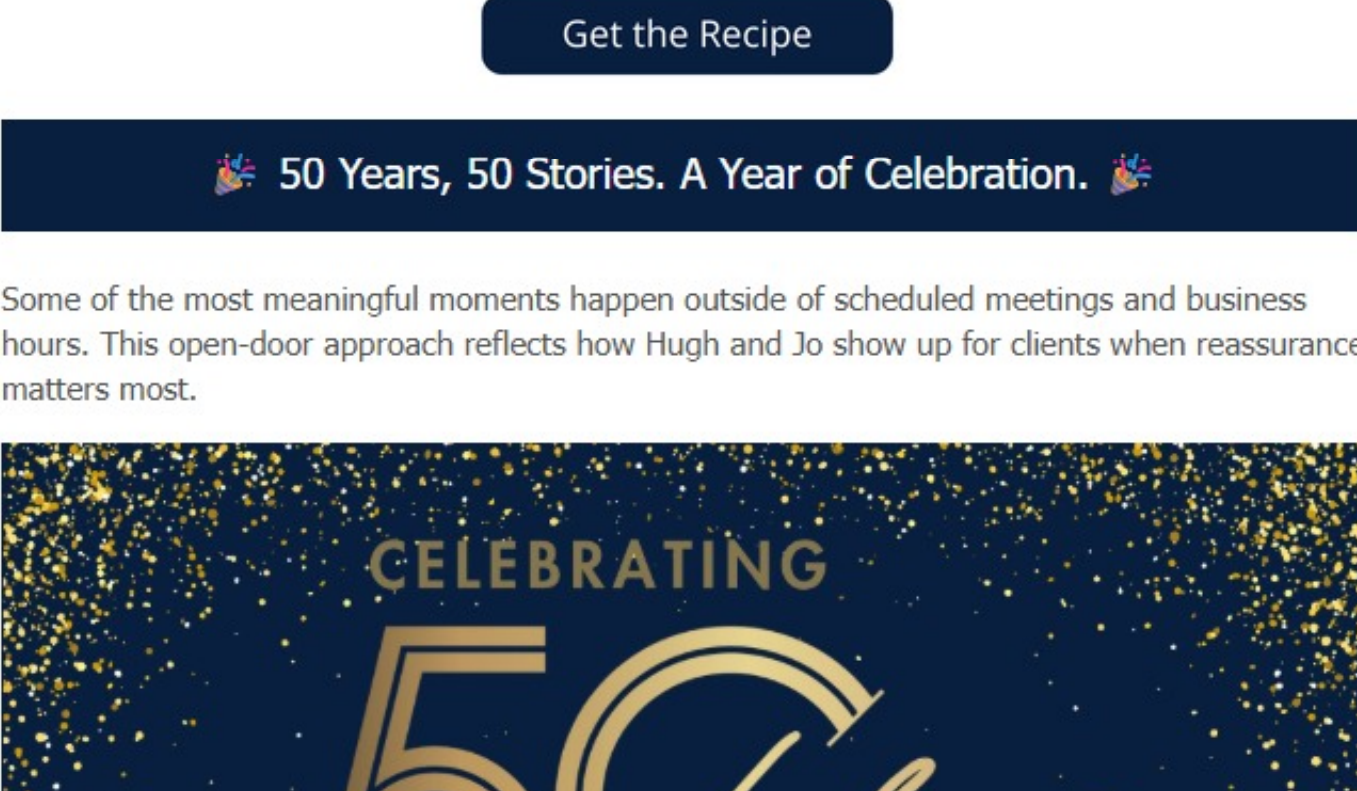 Get the Recipe
🎉 50 Years, 50 Stories. A Year of Celebration. 🎉
Some of the most meaningful moments happen outside of scheduled meetings and business
hours. This open-door approach reflects how Hugh and Jo show up for clients when reassurance
matters most.
CELEBRATING
50